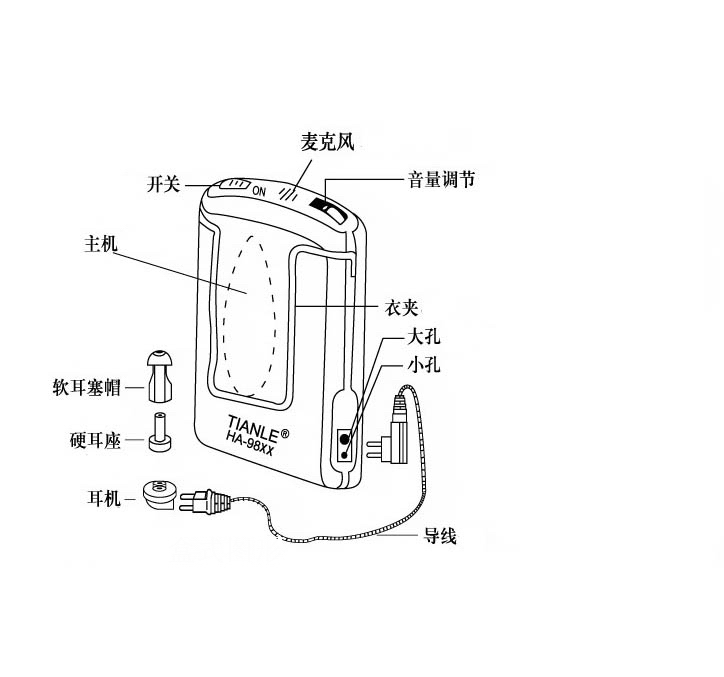 麦克风
开关
ON
音量调节
主机
衣夹
大孔
小孔
软耳塞帽
TIANLE®
HA-98XX
硬耳座
耳机
导线